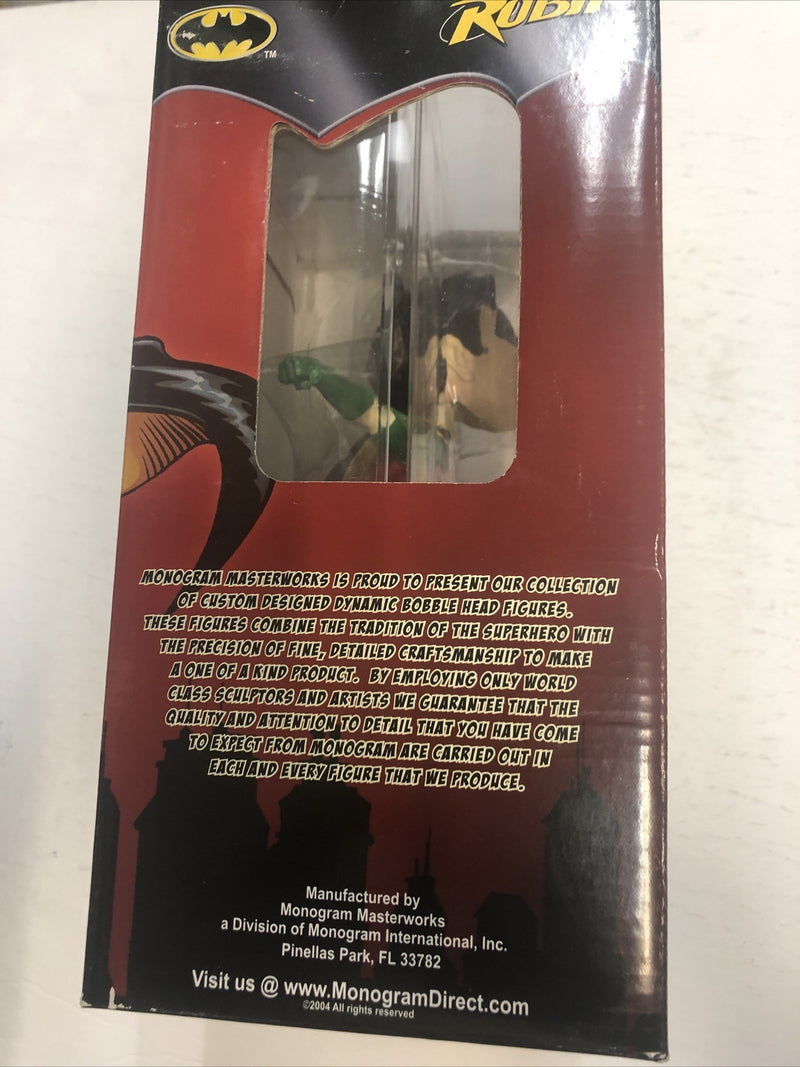 TM
ROBIN
MONOGRAM MASTERWORKS IS PROUD TO PRESENT OUR COLLECTION
OF CUSTOM DESIGNED DYNAMIC BOBBLE HEAD FIGURES.
THESE FIGURES COMBINE THE TRADITION OF THE SUPERHERO WITH
THE PRECISION OF FINE, DETAILED CRAFTSMANSHIP TO MAKE
A ONE OF A KIND PRODUCT. BY EMPLOYING ONLY WORLD
CLASS SCULPTORS AND ARTISTS WE GUARANTEE THAT THE
QUALITY AND ATTENTION TO DETAIL THAT YOU HAVE COME
TO EXPECT FROM MONOGRAM ARE CARRIED OUT IN
EACH AND EVERY FIGURE THAT WE PRODUCE.
Manufactured by
Monogram Masterworks
a Division of Monogram International, Inc.
Pinellas Park, FL 33782
Visit us @ www.MonogramDirect.com
©2004 All rights reserved